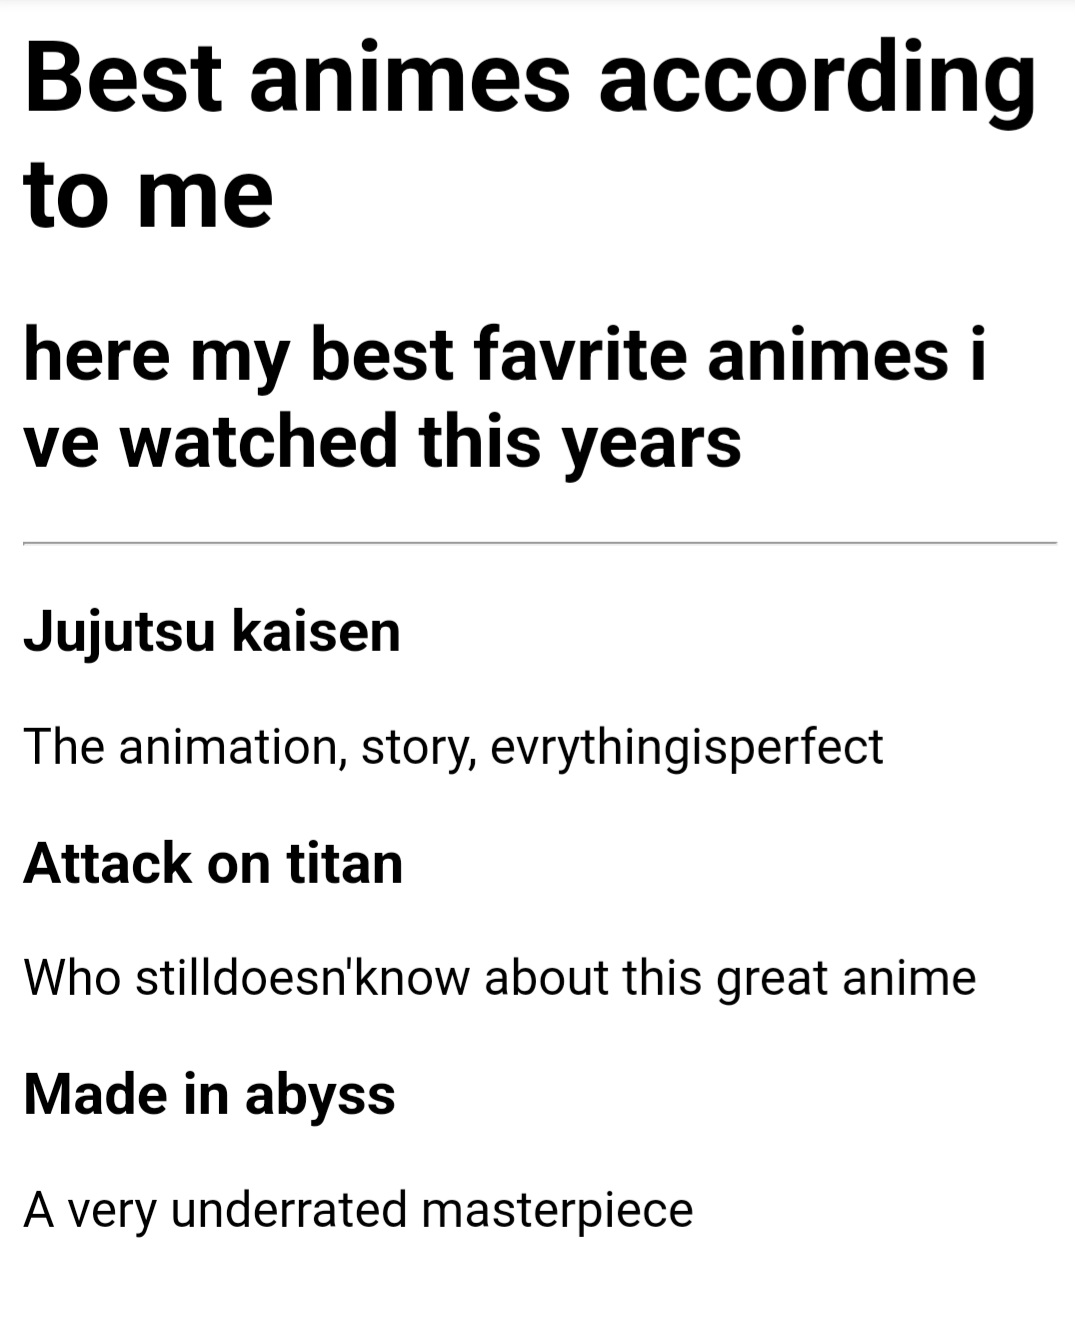 Best animes according
to me
here my best favrite animes i
ve watched this years
Jujutsu kaisen
The animation, story, evrythingisperfect
Attack on titan
Who stilldoesn'know about this great anime
Made in abyss
A very underrated masterpiece